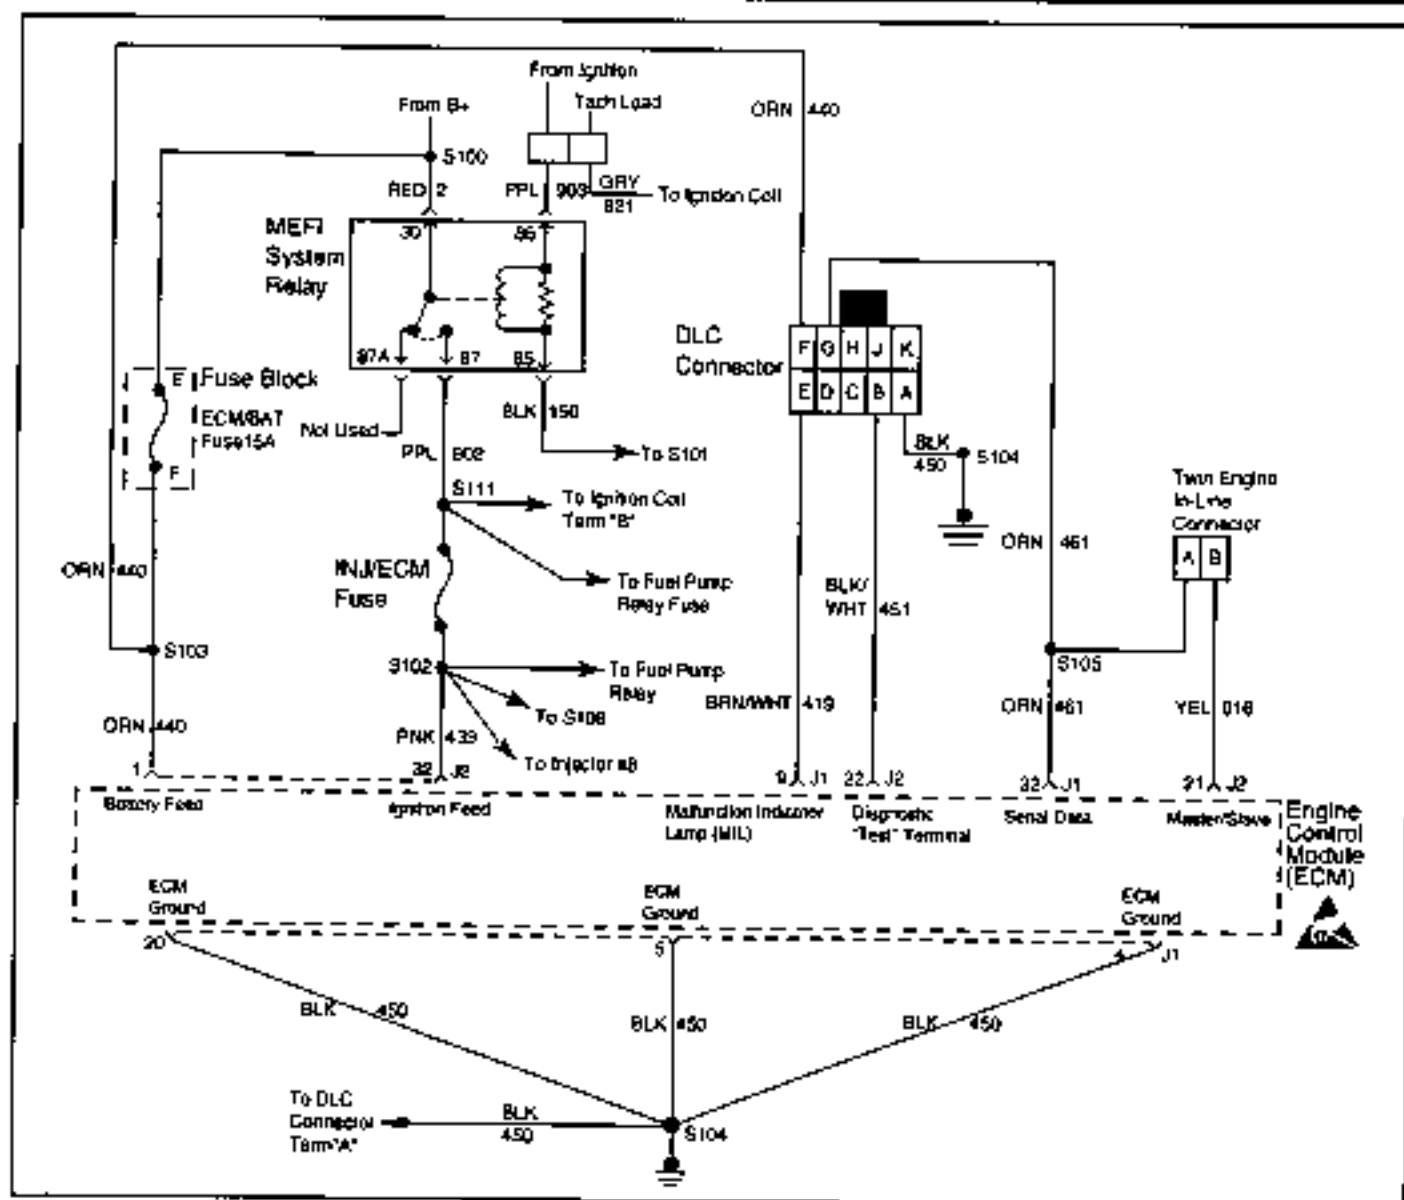 From Ignition
From B+
Tach Load
ORN 440
S100
RED 2
PPL 903
GRY
821
To Ignition Coil
MEFI
System
Relay
30
86
87A
87
85
DLC
Connector
F G H J K
E D C B A
E
Fuse Block
ECM/BAT
Fuse 15A
F
Not Used
BLK 150
PPL 902
To S101
BLK
450
S104
S111
To Ignition Coil
Term "B"
Twin Engine
In-Line
Connector
A B
ORN 461
ORN 440
INJ/ECM
Fuse
To Fuel Pump
Relay Fuse
BLK/
WHT 451
S103
S102
To Fuel Pump
Relay
S105
BRN/WHT 419
ORN 461
YEL 916
To
ORN 440
PNK 439
To Injector
1
32 J2
9 J1
22 J2
32 J1
21 J2
Battery Feed
Ignition Feed
Malfunction Indicator
Lamp (MIL)
Diagnostic
"Test" Terminal
Serial Data
Master/Slave
Engine
Control
Module
(ECM)
ECM
Ground
ECM
Ground
ECM
Ground
20
5
4 J1
BLK 450
BLK 450
BLK 450
To DLC
Connector
Term "A"
BLK
450
S104